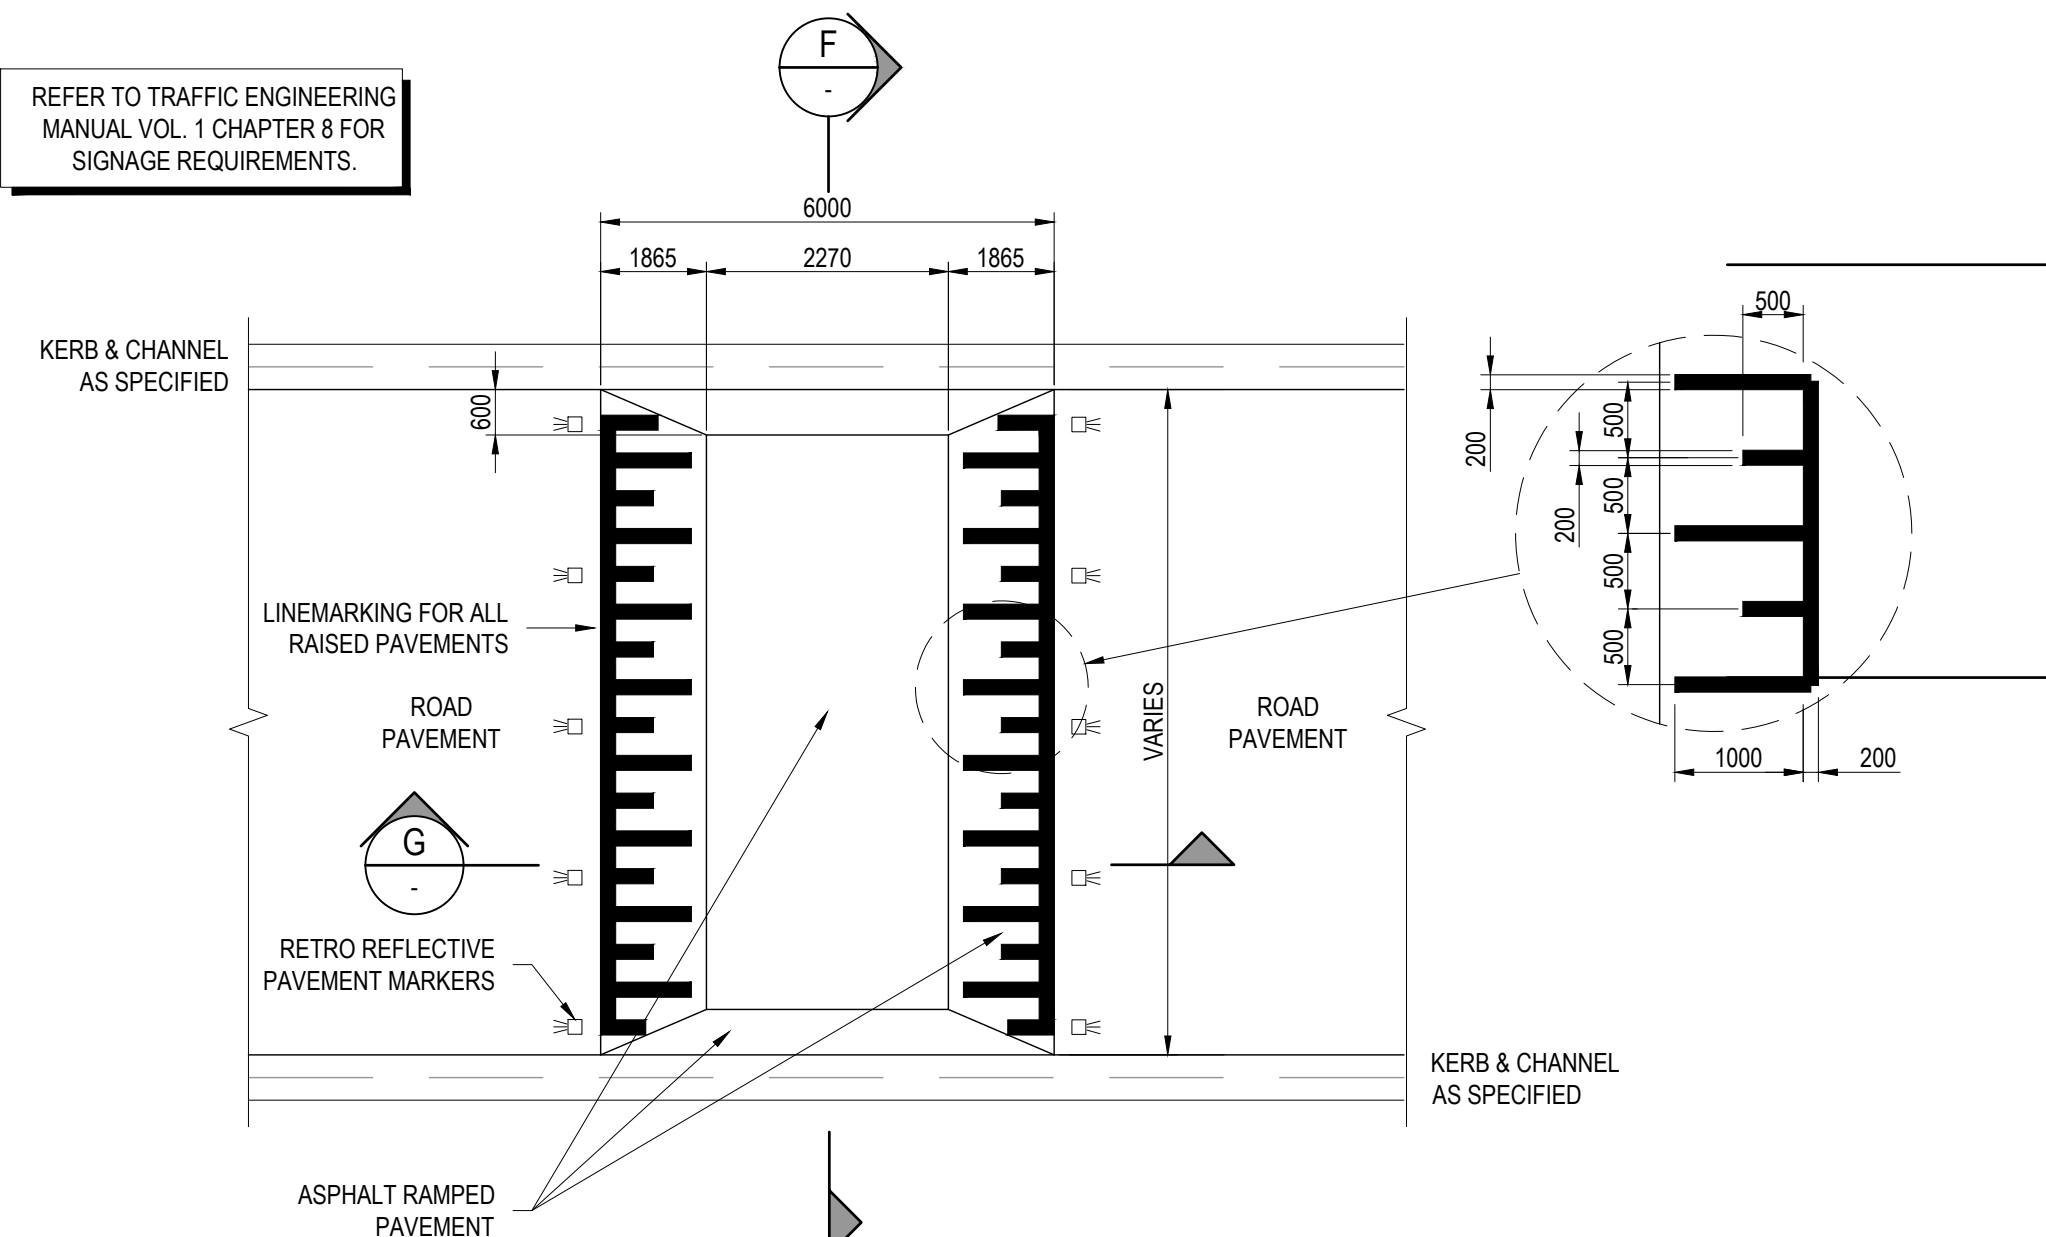 F
-
REFER TO TRAFFIC ENGINEERING
MANUAL VOL. 1 CHAPTER 8 FOR
SIGNAGE REQUIREMENTS.
6000
1865
2270
1865
KERB & CHANNEL
AS SPECIFIED
600
LINEMARKING FOR ALL
RAISED PAVEMENTS
ROAD
PAVEMENT
G
-
RETRO REFLECTIVE
PAVEMENT MARKERS
ASPHALT RAMPED
PAVEMENT
VARIES
ROAD
PAVEMENT
KERB & CHANNEL
AS SPECIFIED
500
200
200
500
500
500
500
1000
200